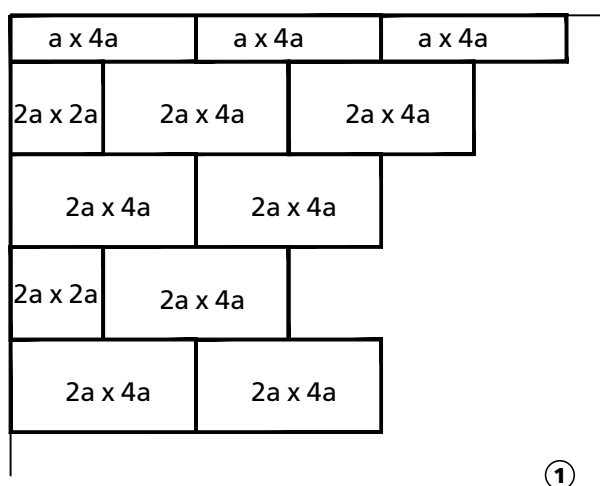 a x 4a a x 4a a x 4a
2a x 2a 2a x 4a 2a x 4a
2a x 4a 2a x 4a
2a x 2a 2a x 4a
2a x 4a 2a x 4a
①